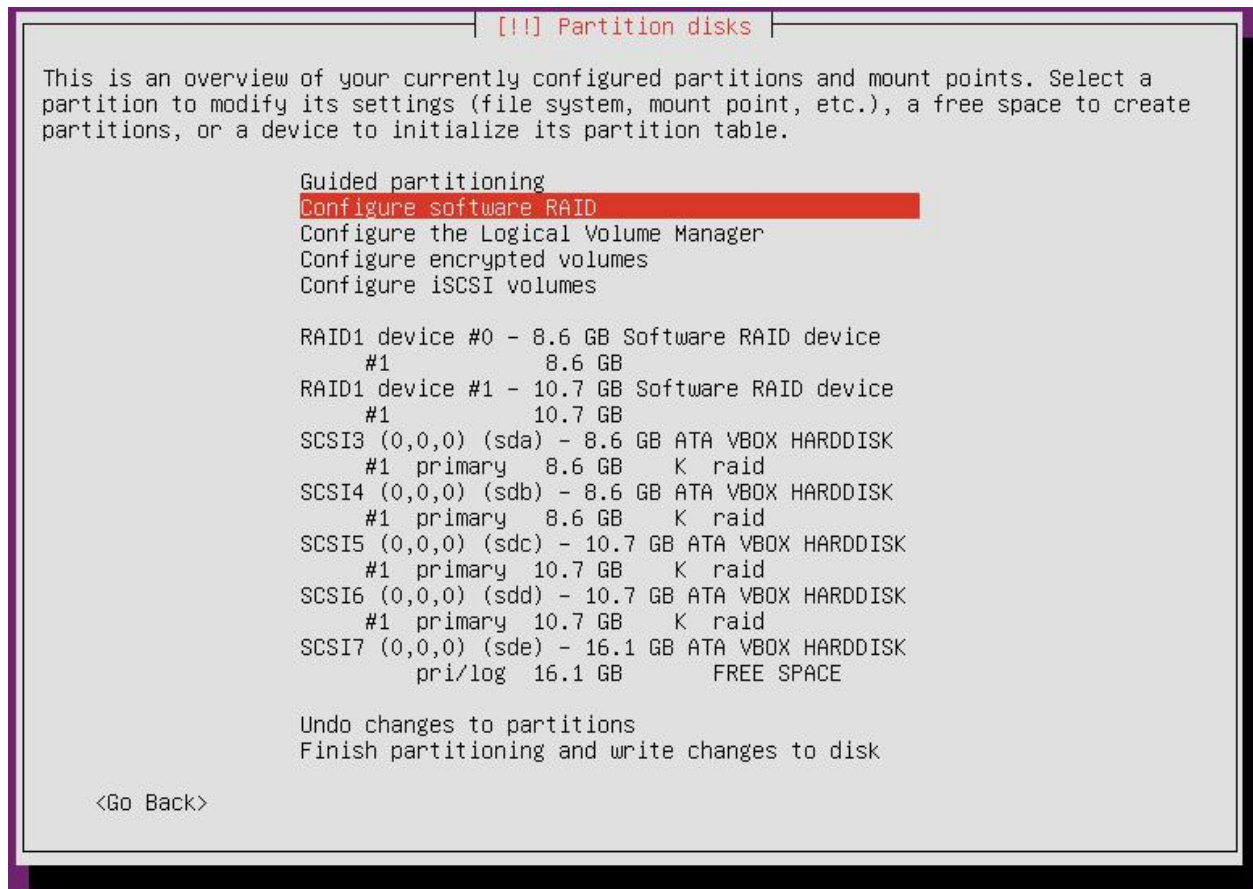 [!!] Partition disks
This is an overview of your currently configured partitions and mount points. Select a
partition to modify its settings (file system, mount point, etc.), a free space to create
partitions, or a device to initialize its partition table.
Guided partitioning
Configure software RAID
Configure the Logical Volume Manager
Configure encrypted volumes
Configure iSCSI volumes
RAID1 device #0 – 8.6 GB Software RAID device
#1 8.6 GB
RAID1 device #1 – 10.7 GB Software RAID device
#1 10.7 GB
SCSI3 (0,0,0) (sda) – 8.6 GB ATA VBOX HARDDISK
#1 primary 8.6 GB K raid
SCSI4 (0,0,0) (sdb) – 8.6 GB ATA VBOX HARDDISK
#1 primary 8.6 GB K raid
SCSI5 (0,0,0) (sdc) – 10.7 GB ATA VBOX HARDDISK
#1 primary 10.7 GB K raid
SCSI6 (0,0,0) (sdd) – 10.7 GB ATA VBOX HARDDISK
#1 primary 10.7 GB K raid
SCSI7 (0,0,0) (sde) – 16.1 GB ATA VBOX HARDDISK
pri/log 16.1 GB FREE SPACE
Undo changes to partitions
Finish partitioning and write changes to disk
<Go Back>